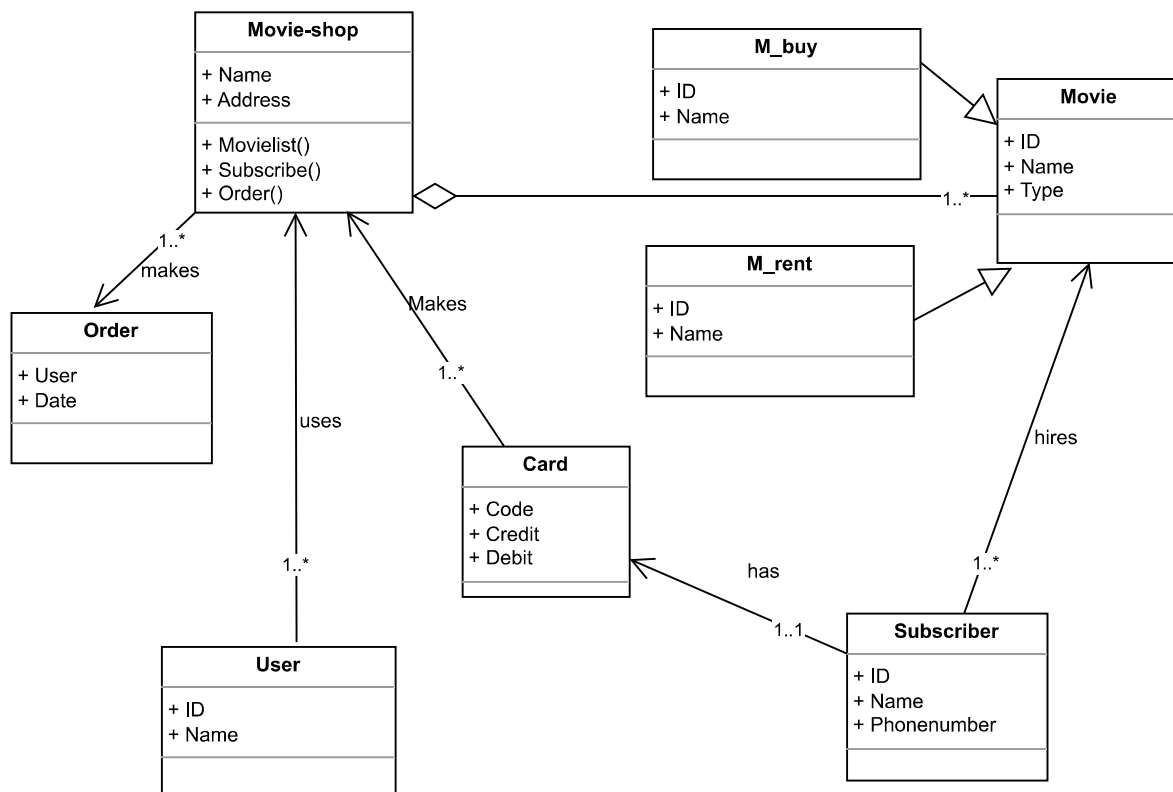 Movie-shop
+ Name
+ Address
+ Movielist()
+ Subscribe()
+ Order()
M_buy
+ ID
+ Name
Movie
+ ID
+ Name
+ Type
1..*
M_rent
+ ID
+ Name
1..*
makes
Order
+ User
+ Date
Makes
1..*
uses
1..*
hires
1..*
Card
+ Code
+ Credit
+ Debit
has
1..1
Subscriber
+ ID
+ Name
+ Phonenumber
User
+ ID
+ Name